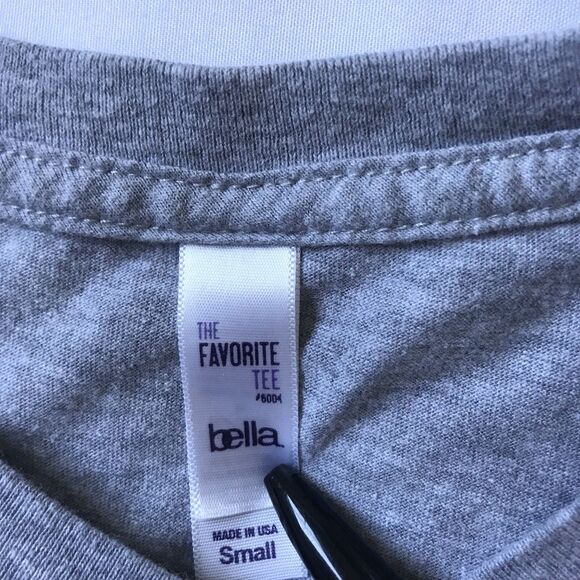 THE
FAVORITE
TEE
#6004
bella.
MADE IN USA
Small